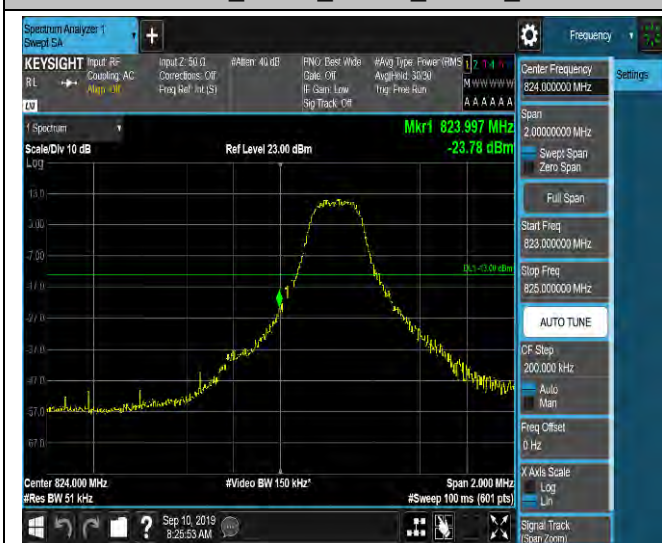 Spectrum Analyzer 1
Swept SA
Frequency
KEYSIGHT
RL
Input: RF
Coupling: AC
Align: Off
Input Z: 50 Ω
Corrections: Off
Freq Ref: Int (S)
#Atten: 40 dB
PNO: Best Wide
Gate: Off
IF Gain: Low
Sig Track: Off
#Avg Type: Power (RMS
Avg|Hold: 30/30
Trig: Free Run
M W W W W W
A A A A A A
1 Spectrum
Scale/Div 10 dB
Ref Level 23.00 dBm
Mkr1 823.997 MHz
-23.78 dBm
Log
13.0
3.00
-7.00
DL1 -13.00 dBm
-17.0
1
-27.0
-37.0
-47.0
-57.0
-67.0
Center 824.000 MHz
#Video BW 150 kHz*
Span 2.000 MHz
#Res BW 51 kHz
#Sweep 100 ms (601 pts)
Center Frequency
824.000000 MHz
Settings
Span
2.00000000 MHz
Swept Span
Zero Span
Full Span
Start Freq
823.000000 MHz
Stop Freq
825.000000 MHz
AUTO TUNE
CF Step
200.000 kHz
Auto
Man
Freq Offset
0 Hz
X Axis Scale
Log
Lin
Signal Track
(Span Zoom)
?
Sep 10, 2019
8:25:53 AM